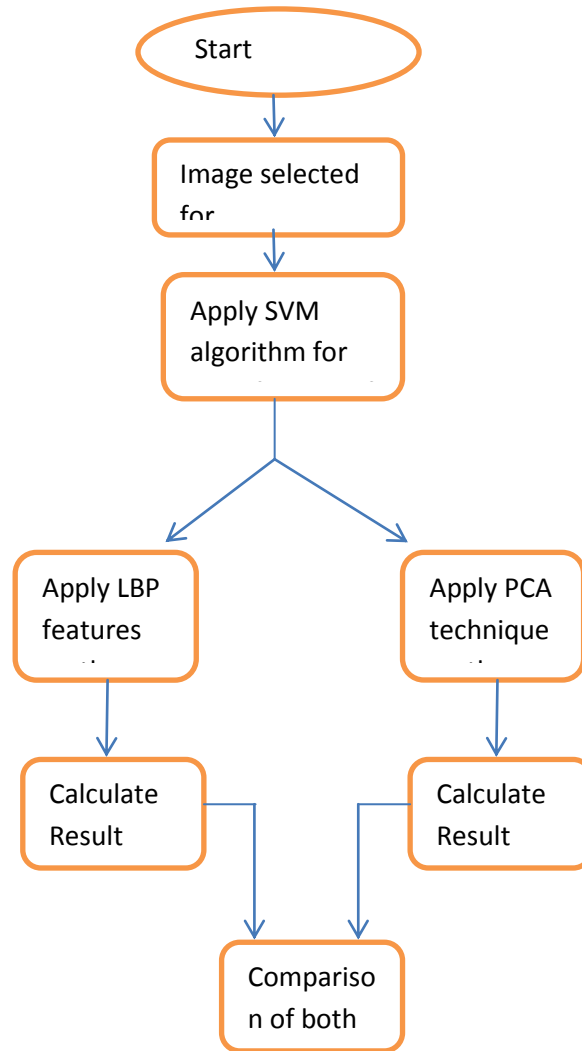 Start
Image selected
for
Apply SVM
algorithm for
Apply LBP
features
Apply PCA
technique
Calculate
Result
Calculate
Result
Compariso
n of both